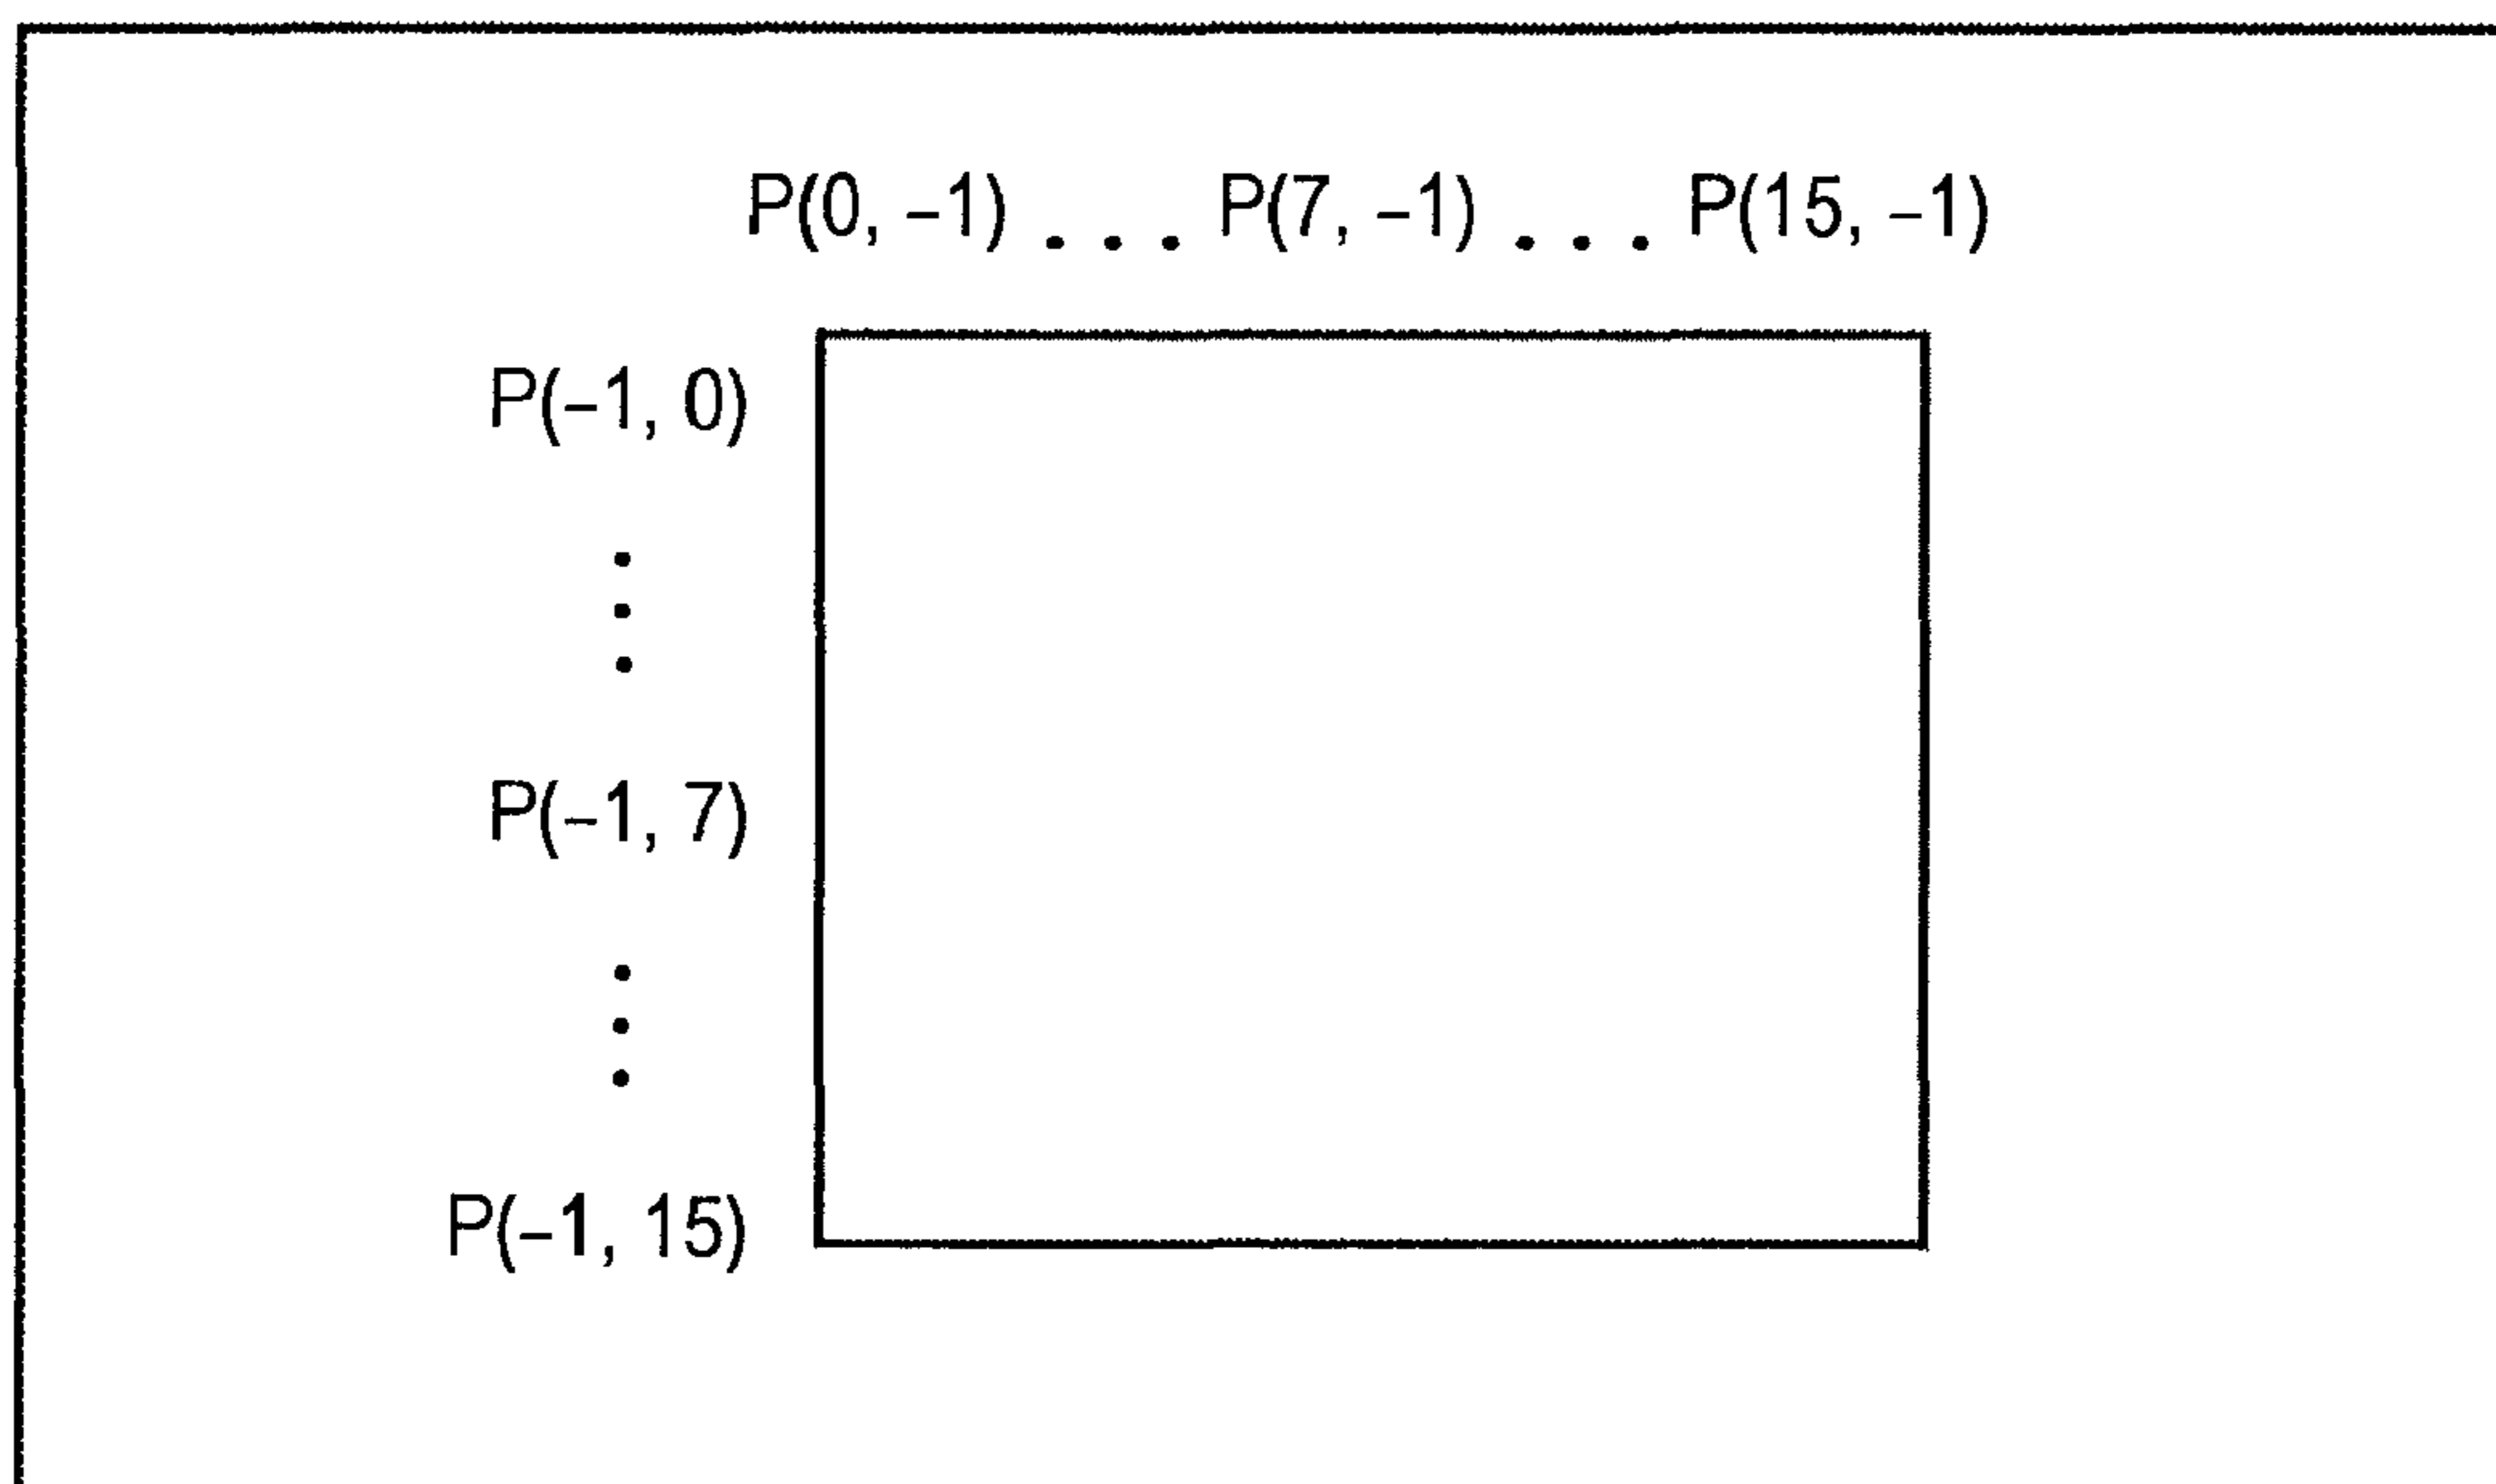 P(0, –1) . . . P(7, –1) . . . P(15, –1)
P(–1, 0)
.
.
.
P(–1, 7)
.
.
.
P(–1, 15)